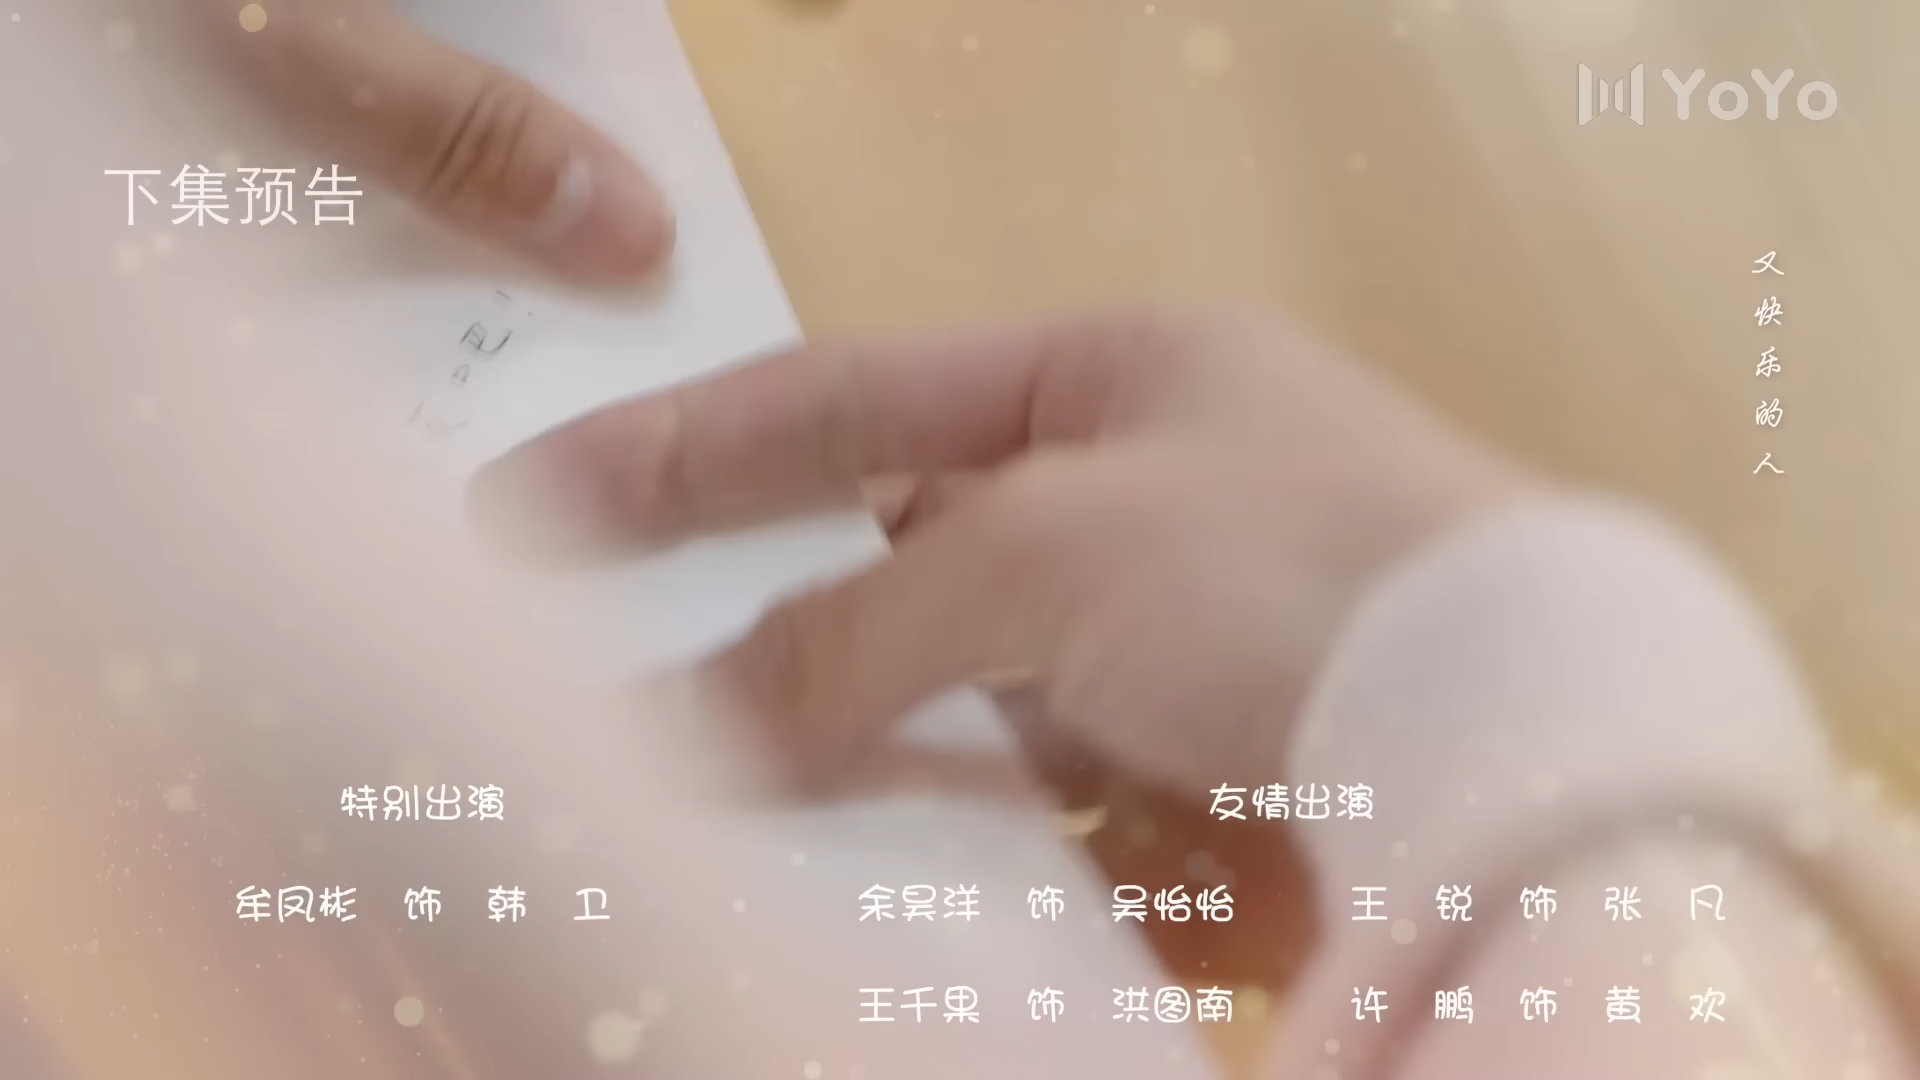 YoYo
下集预告
又快乐的人
特别出演
友情出演
牟凤彬 饰 韩 卫
余昊洋 饰 吴怡怡 王 锐 饰 张 凡
王千果 饰 洪图南 许 鹏 饰 黄 欢